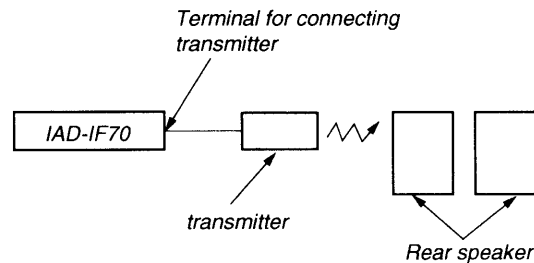 Terminal for connecting
transmitter
IAD-IF70
transmitter
Rear speaker